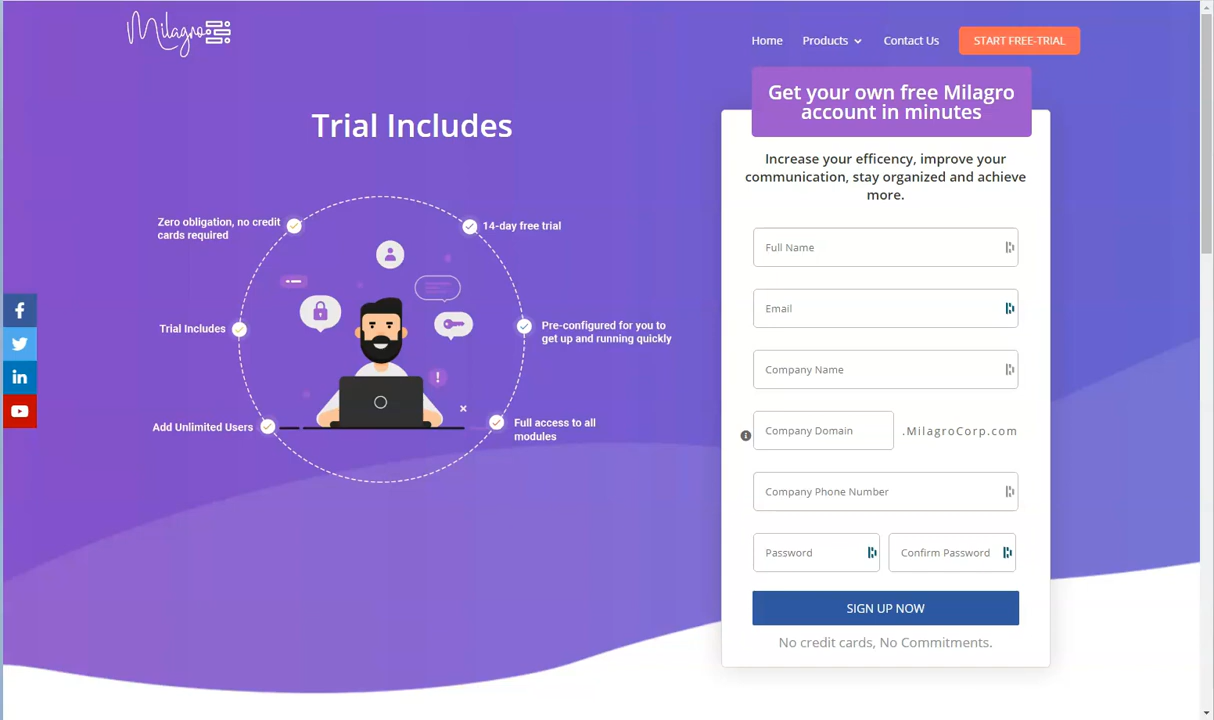 Milagro
Home
Products
Contact Us
START FREE-TRIAL
Trial Includes
Zero obligation, no credit
cards required
14-day free trial
Trial Includes
Pre-configured for you to
get up and running quickly
Add Unlimited Users
Full access to all
modules
Get your own free Milagro
account in minutes
Increase your efficency, improve your
communication, stay organized and achieve
more.
Full Name
Email
Company Name
Company Domain
.MilagroCorp.com
Company Phone Number
Password
Confirm Password
SIGN UP NOW
No credit cards, No Commitments.